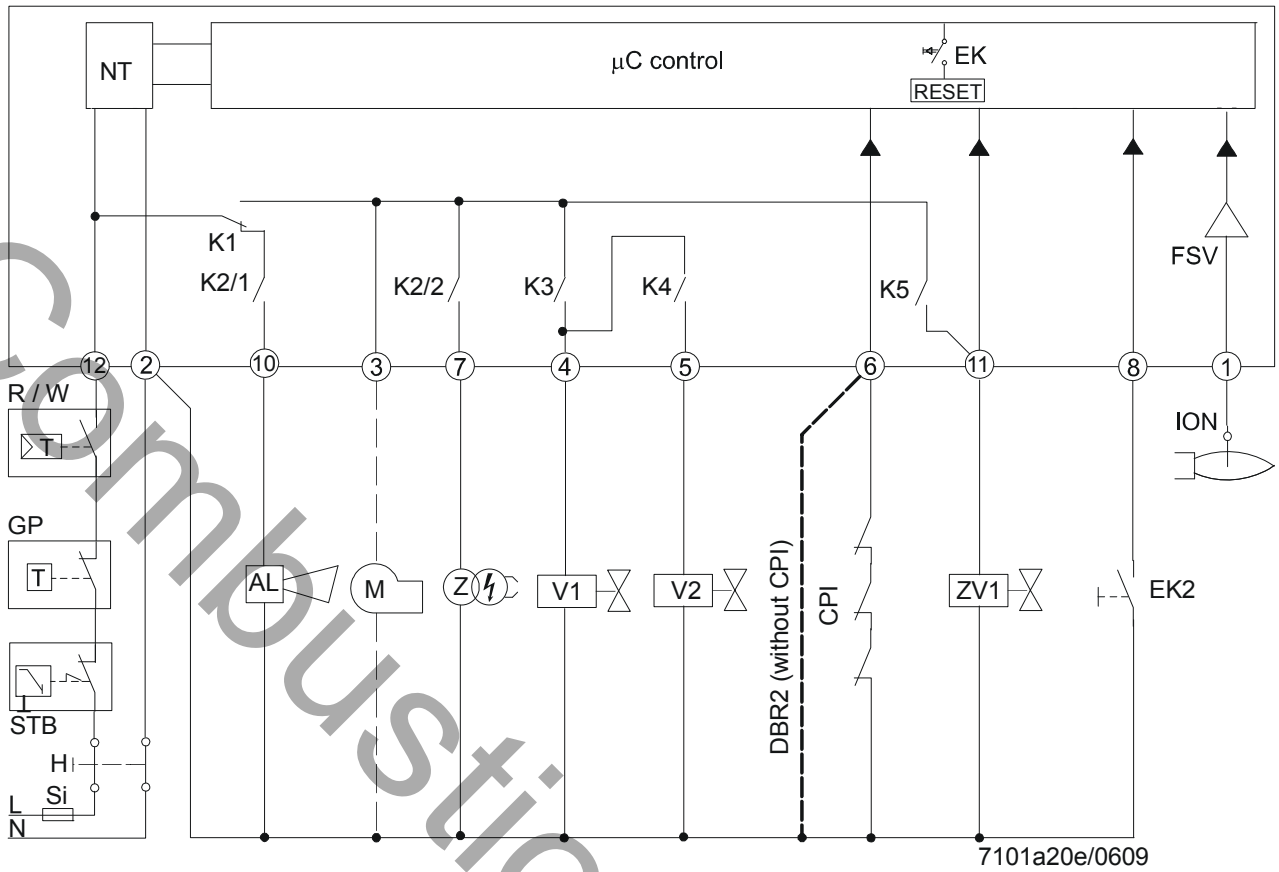 NT
µC control
EK
RESET
K1
K2/1
K2/2
K3
K4
K5
FSV
12
2
10
3
7
4
5
6
11
8
1
R / W
T
ION
GP
T
AL
M
Z
V1
V2
DBR2 (without CPI)
CPI
ZV1
EK2
STB
H
Si
L
N
7101a20e/0609
Combustio